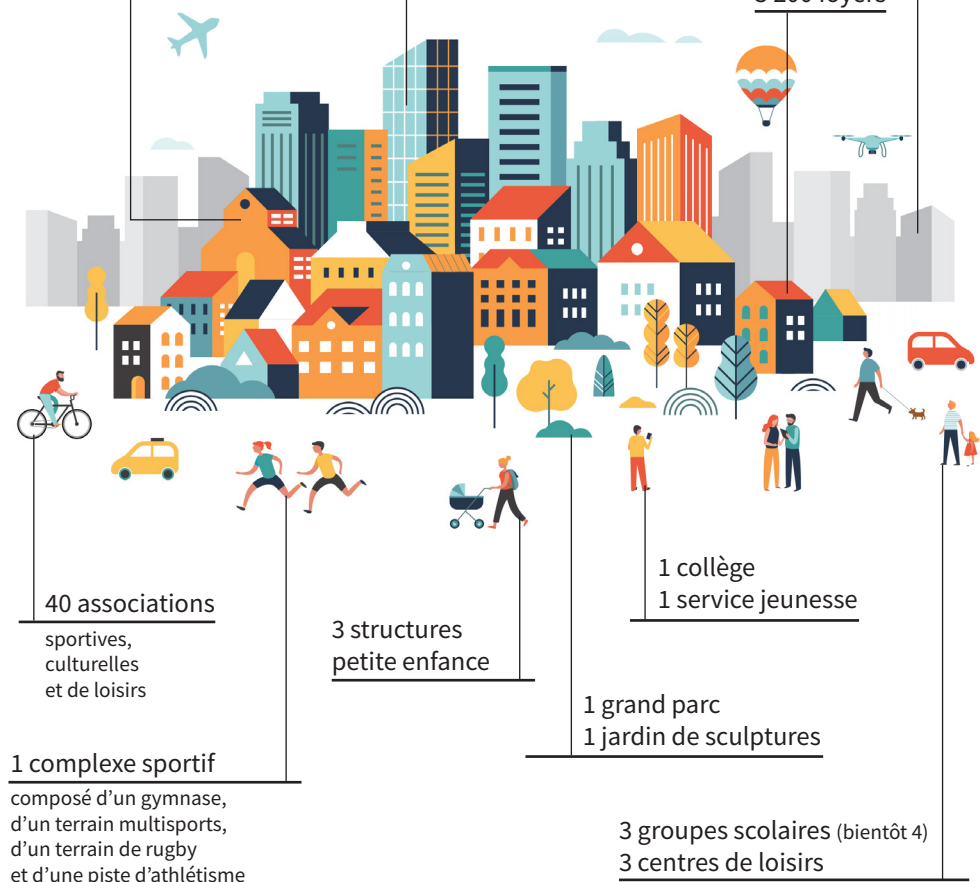 40 associations
sportives,
culturelles
et de loisirs
1 complexe sportif
composé d'un gymnase,
d'un terrain multisports,
d'un terrain de rugby
et d'une piste d'athlétisme
3 structures
petite enfance
1 collège
1 service jeunesse
1 grand parc
1 jardin de sculptures
3 groupes scolaires (bientôt 4)
3 centres de loisirs